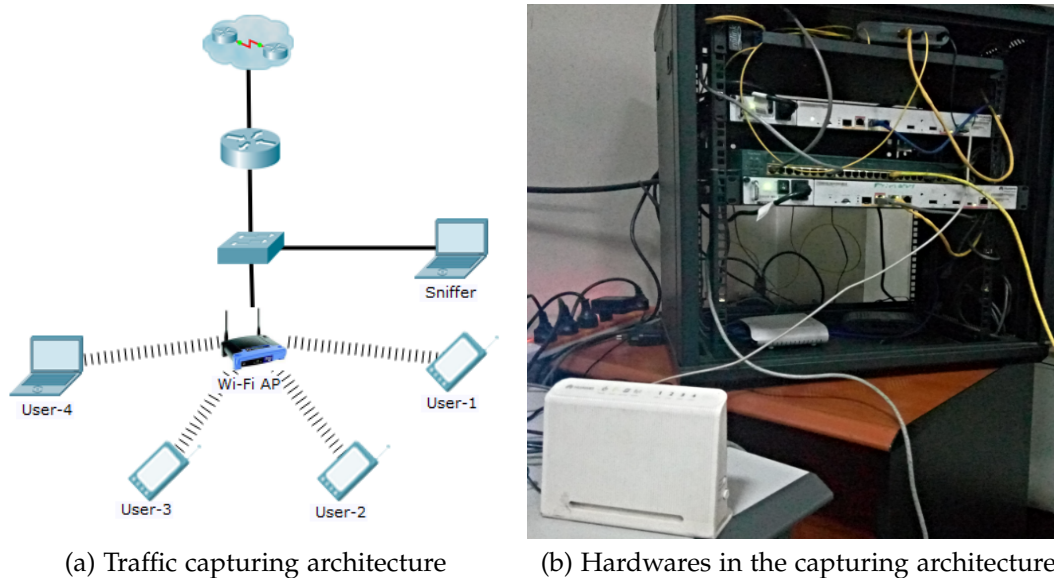 Sniffer
Wi-Fi AP
User-4
User-1
User-3
User-2
(a) Traffic capturing architecture
(b) Hardwares in the capturing architecture